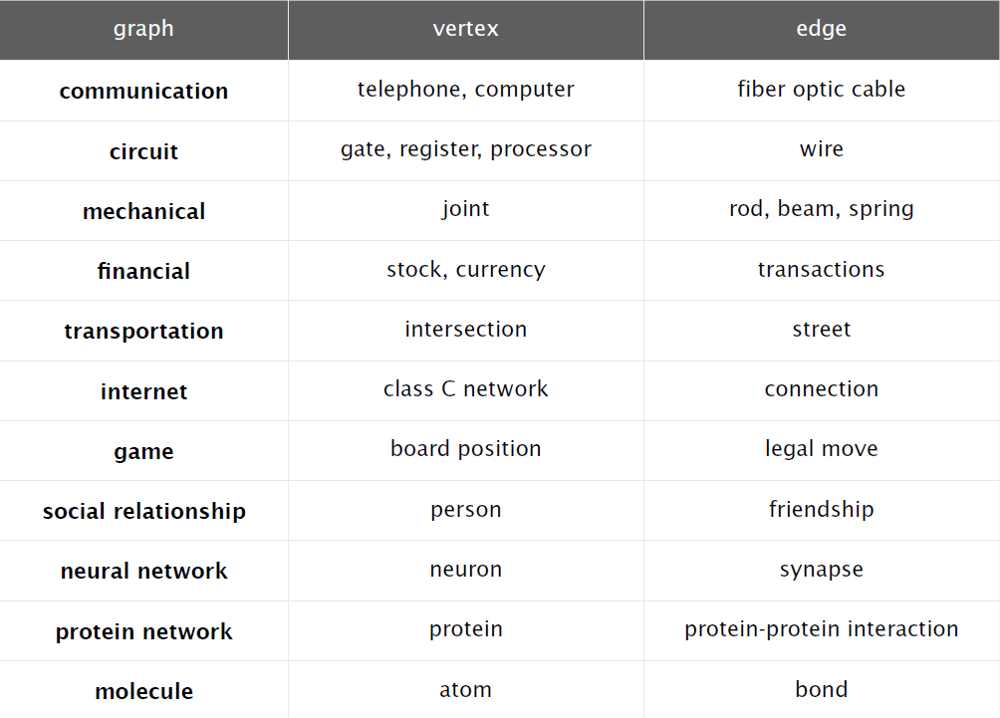 graph vertex edge
communication telephone, computer fiber optic cable
circuit gate, register, processor wire
mechanical joint rod, beam, spring
financial stock, currency transactions
transportation intersection street
internet class C network connection
game board position legal move
social relationship person friendship
neural network neuron synapse
protein network protein protein-protein interaction
molecule atom bond